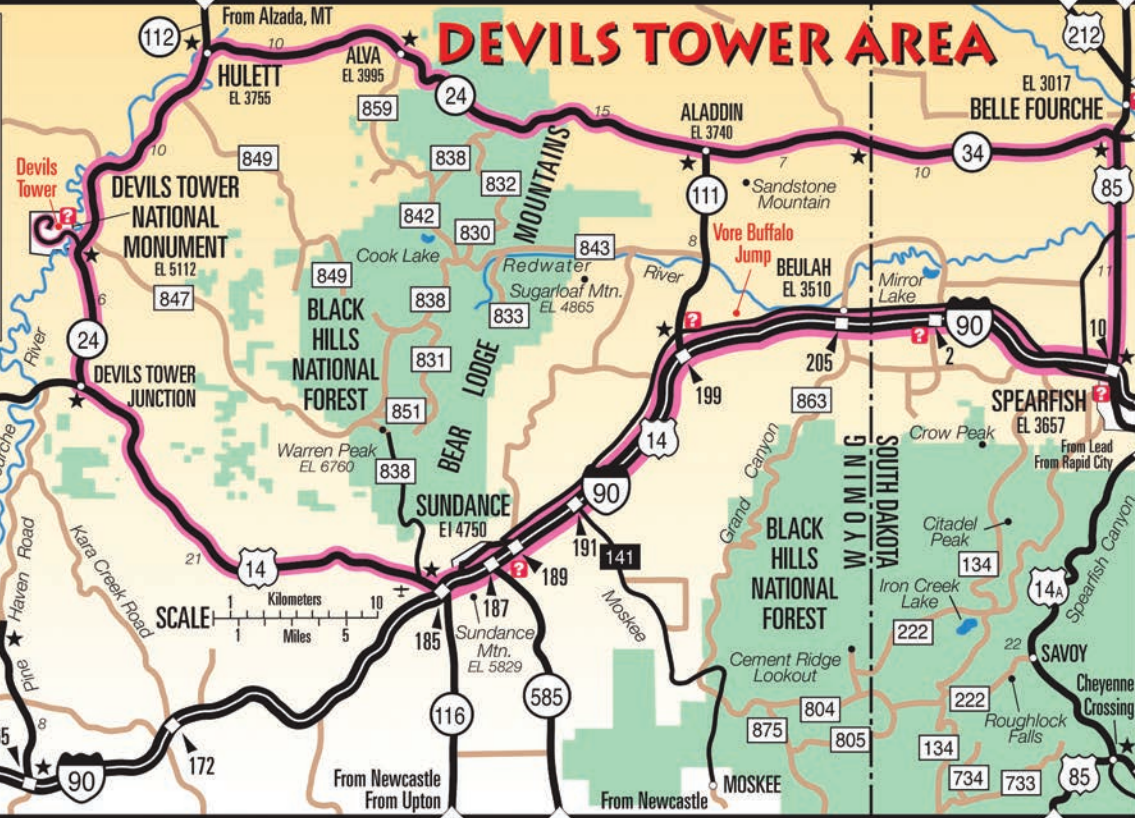 DEVILS TOWER AREA
From Alzada, MT
112
10
HULETT
EL 3755
ALVA
EL 3995
859
24
15
ALADDIN
EL 3740
212
EL 3017
BELLE FOURCHE
7
10
34
85
10
849
838
832
MOUNTAINS
111
Sandstone
Mountain
Devils
Tower
?
DEVILS TOWER
NATIONAL
MONUMENT
EL 5112
842
830
843
8
Vore Buffalo
Jump
Cook Lake
Redwater
River
849
Sugarloaf Mtn.
EL 4865
BEULAH
EL 3510
Mirror
Lake
11
6
847
838
833
BLACK
HILLS
NATIONAL
FOREST
?
?
90
10
24
River
831
LODGE
205
2
DEVILS TOWER
JUNCTION
199
SPEARFISH
EL 3657
?
851
863
14
Crow Peak
From Lead
From Rapid City
Warren Peak
EL 6760
838
BEAR
Grand Canyon
WYOMING
SOUTH DAKOTA
SUNDANCE
El 4750
90
191
141
BLACK
HILLS
NATIONAL
FOREST
Citadel
Peak
134
Spearfish Canyon
Haven Road
Pine
Kara Creek Road
21
14
?
189
187
Iron Creek
Lake
14A
SCALE
1
Kilometers
10
1
Miles
5
185
Sundance
Mtn.
EL 5829
Moskee
222
22
SAVOY
Cement Ridge
Lookout
Cheyenne
Crossing
116
585
804
222
Roughlock
Falls
875
805
134
8
90
172
734
733
85
From Newcastle
From Upton
From Newcastle
MOSKEE